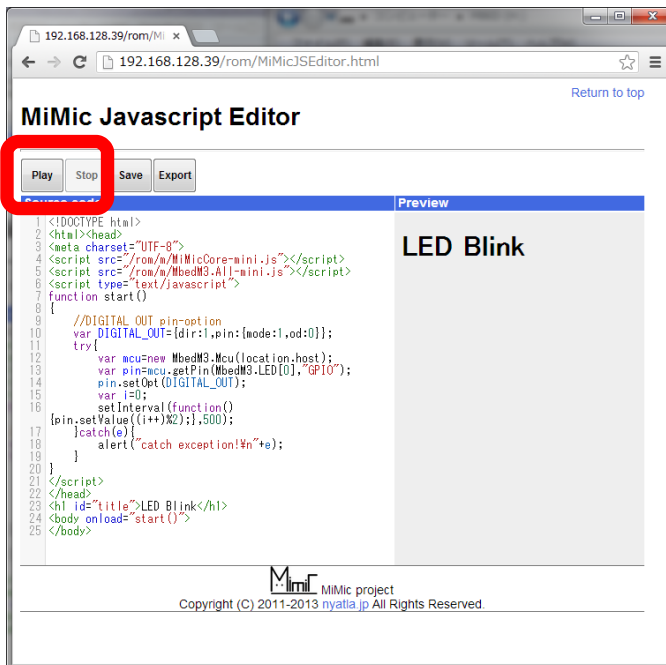 192.168.128.39/rom/Mi
192.168.128.39/rom/MiMicJSEditor.html
Return to top
MiMic Javascript Editor
Play Stop Save Export
Source code Preview
1 <!DOCTYPE html>
2 <html><head>
3 <meta charset="UTF-8">
4 <script src="/rom/m/MiMicCore-mini.js"></script>
5 <script src="/rom/m/MbedM3.All-mini.js"></script>
6 <script type="text/javascript">
7 function start()
8 {
9 //DIGITAL OUT pin-option
10 var DIGITAL_OUT={dir:1,pin:{mode:1,od:0}};
11 try{
12 var mcu=new MbedM3.Mcu(location.host);
13 var pin=mcu.getPin(MbedM3.LED[0],"GPIO");
14 pin.setOpt(DIGITAL_OUT);
15 var i=0;
16 setInterval(function()
{pin.setValue((i++)%2);},500);
17 }catch(e){
18 alert("catch exception!¥n"+e);
19 }
20 }
21 </script>
22 </head>
23 <h1 id="title">LED Blink</h1>
24 <body onload="start()">
25 </body>
LED Blink
MiMic MiMic project
Copyright (C) 2011-2013 nyatla.jp All Rights Reserved.